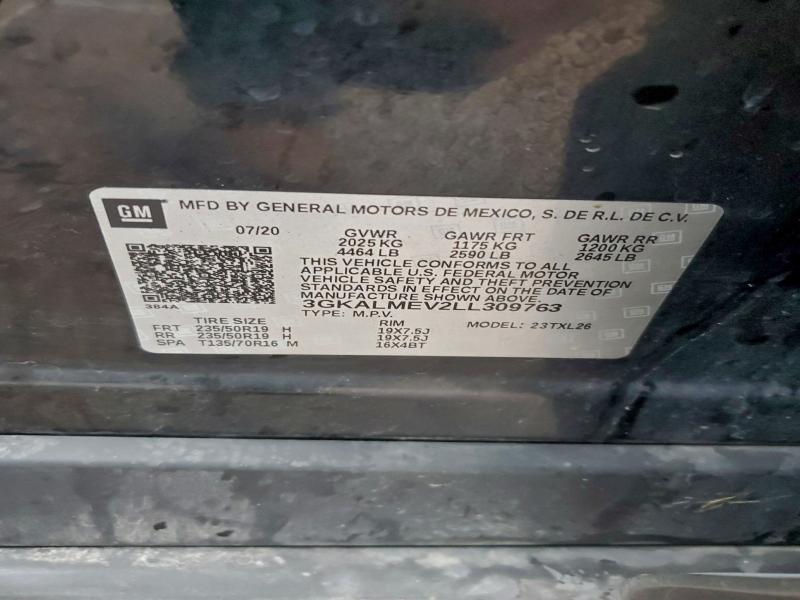 GM MFD BY GENERAL MOTORS DE MEXICO, S. DE R.L. DE C.V.
07/20 GVWR GAWR FRT GAWR RR
2025 KG 1175 KG 1200 KG
4464 LB 2590 LB 2645 LB
THIS VEHICLE CONFORMS TO ALL
APPLICABLE U.S. FEDERAL MOTOR
VEHICLE SAFETY AND THEFT PREVENTION
STANDARDS IN EFFECT ON THE DATE OF
MANUFACTURE SHOWN ABOVE.
384A 3GKALMEV2LL309763
TYPE: M.P.V. MODEL: 23TXL26
TIRE SIZE RIM
FRT 235/50R19 H 19X7.5J
RR 235/50R19 H 19X7.5J
SPA T135/70R16 M 16X4BT